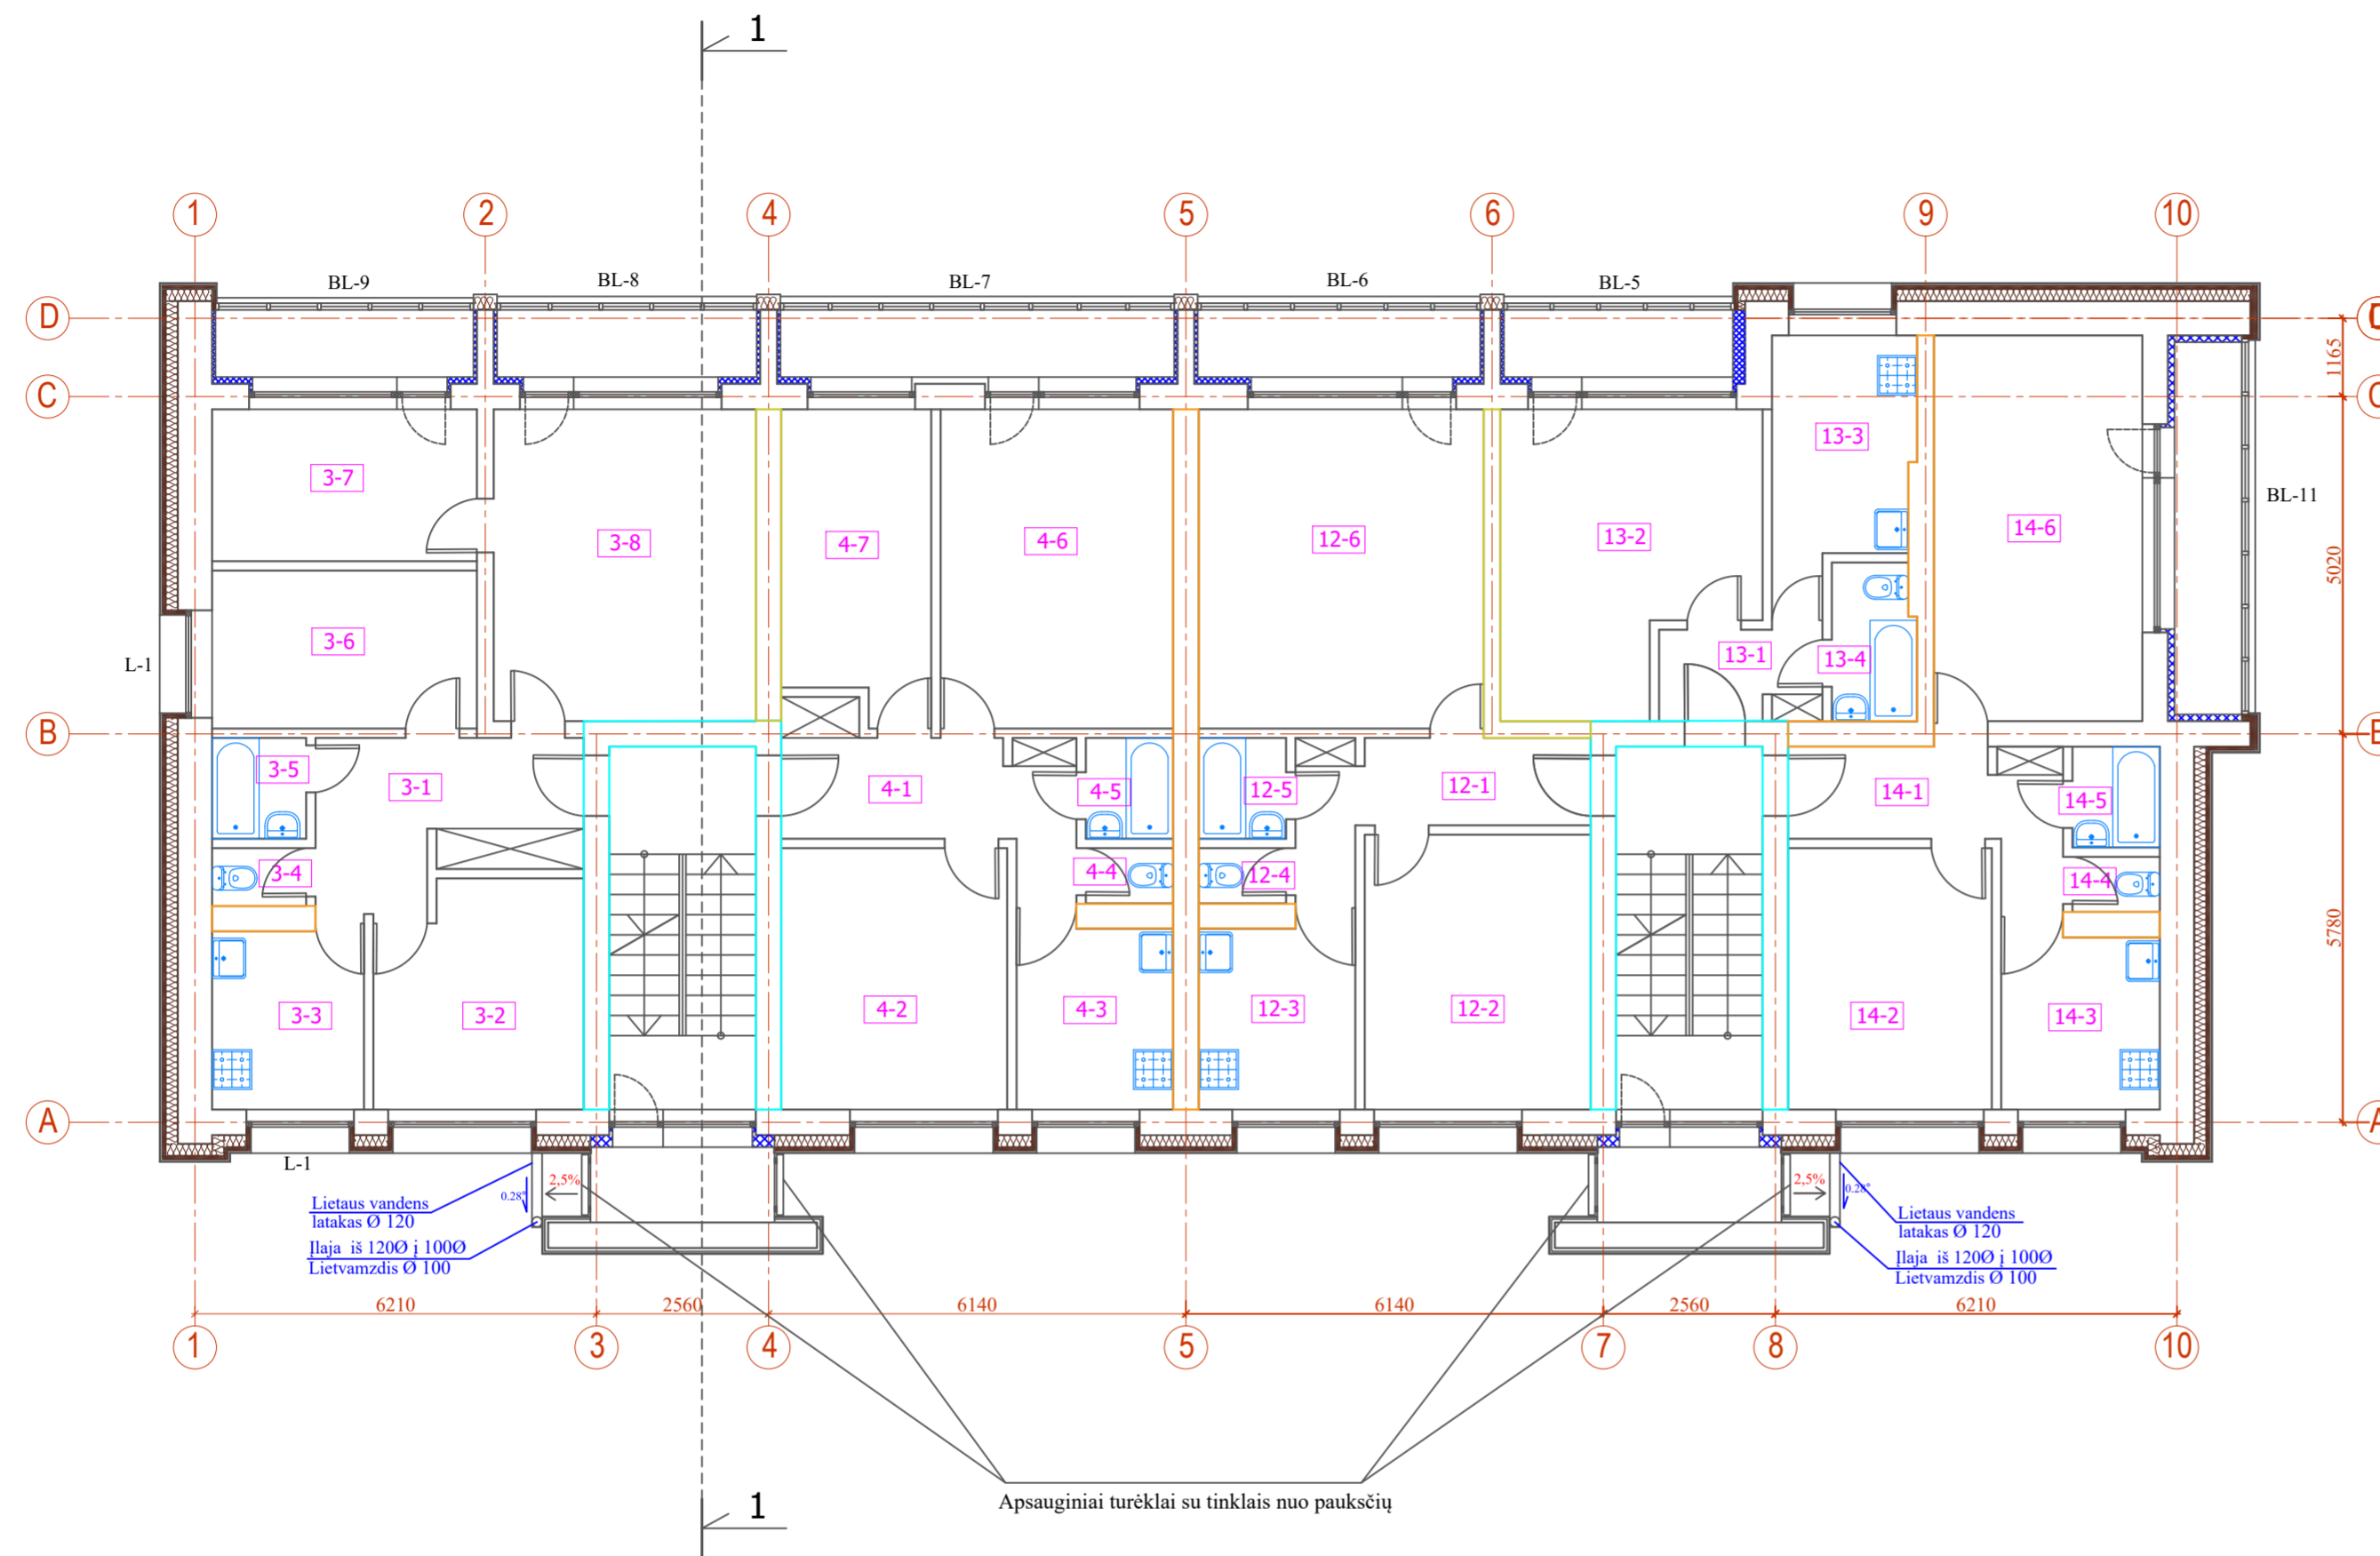 1
1 2 4 5 6 9 10
BL-9 BL-8 BL-7 BL-6 BL-5
D
1165
C
13-3
3-7
BL-11
3-8 4-7 4-6 12-6 13-2 14-6
5020
3-6
L-1
13-1 13-4
B
3-5
3-1 4-1 4-5 12-5 12-1 14-1 14-5
3-4 4-4 12-4 14-4
5780
3-3 3-2 4-2 4-3 12-3 12-2 14-2 14-3
A
L-1
2,5% 2,5%
0.28° 0.28°
Lietaus vandens
latakas Ø 120
Įlaja iš 120Ø į 100Ø
Lietvamzdis Ø 100
Lietaus vandens
latakas Ø 120
Įlaja iš 120Ø į 100Ø
Lietvamzdis Ø 100
6210 2560 6140 6140 2560 6210
1 3 4 5 7 8 10
Apsauginiai turėklai su tinklais nuo pauksčių
1